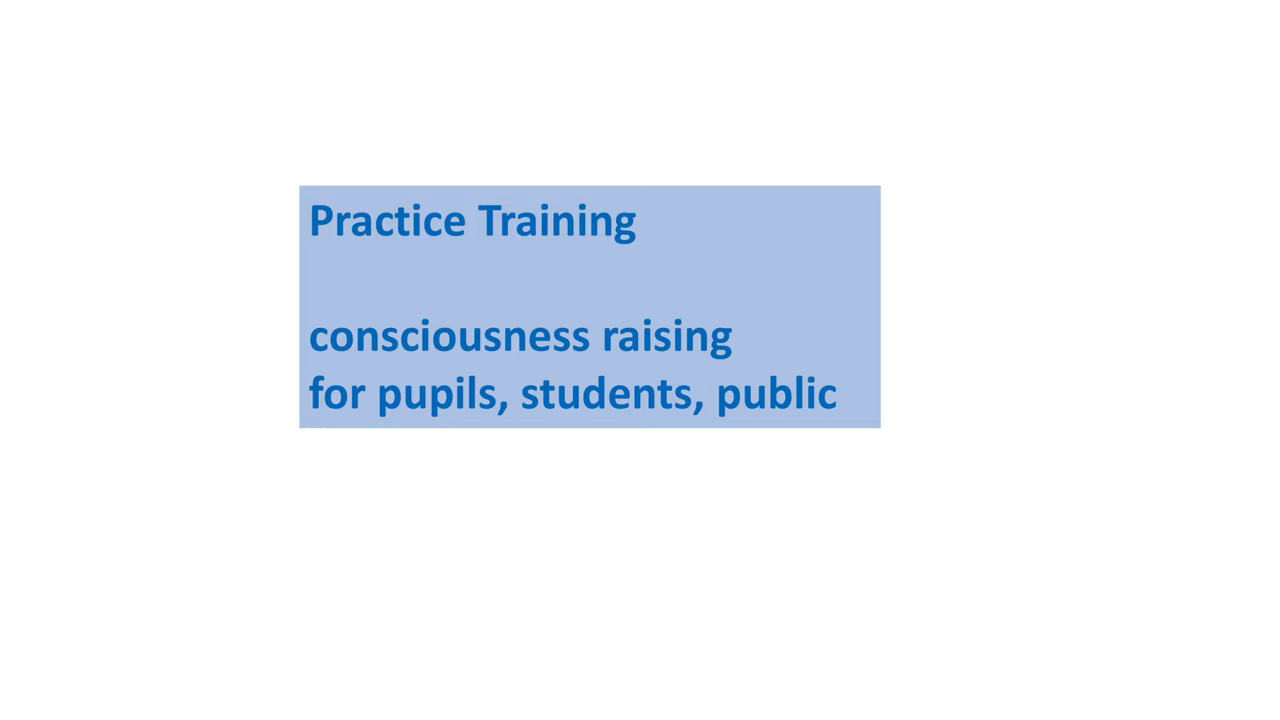 Practice Training
consciousness raising
for pupils, students, public